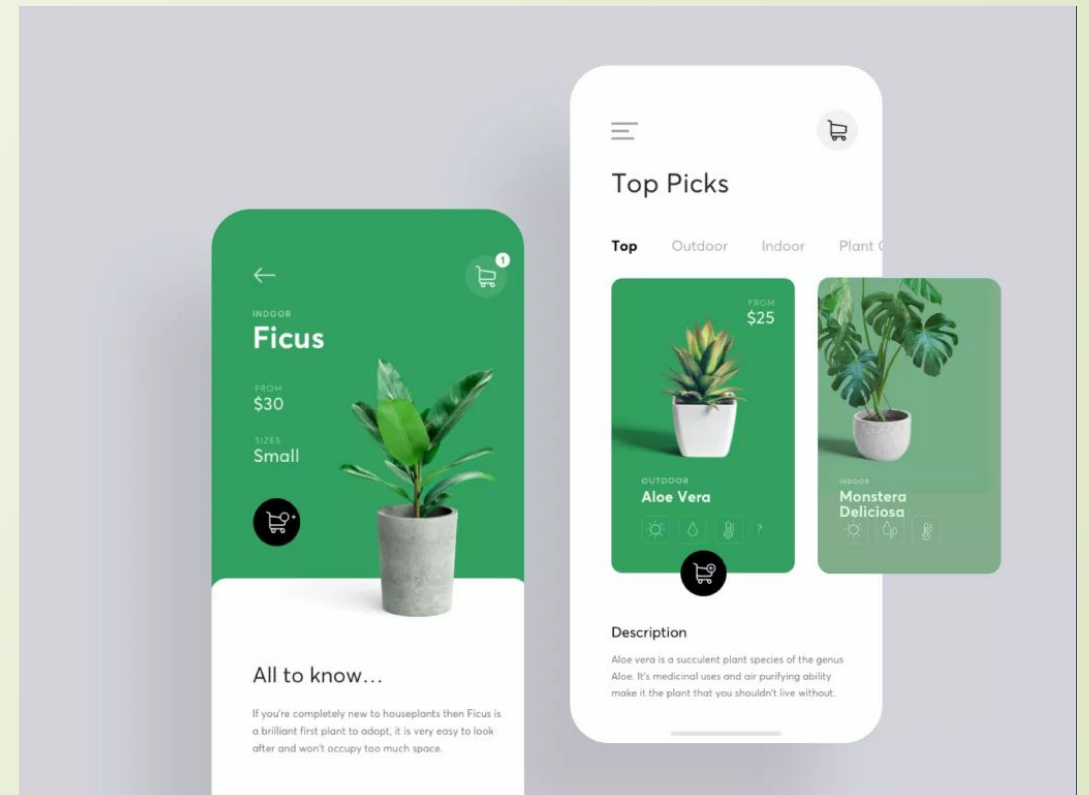 1
INDOOR
Ficus
FROM
$30
SIZES
Small
All to know...
If you're completely new to houseplants then Ficus is
a brilliant first plant to adopt, it is very easy to look
after and won't occupy too much space.
Top Picks
Top Outdoor Indoor Plant
FROM
$25
OUTDOOR
Aloe Vera
?
INDOOR
Monstera
Deliciosa
Description
Aloe vera is a succulent plant species of the genus
Aloe. It's medicinal uses and air purifying ability
make it the plant that you shouldn't live without.